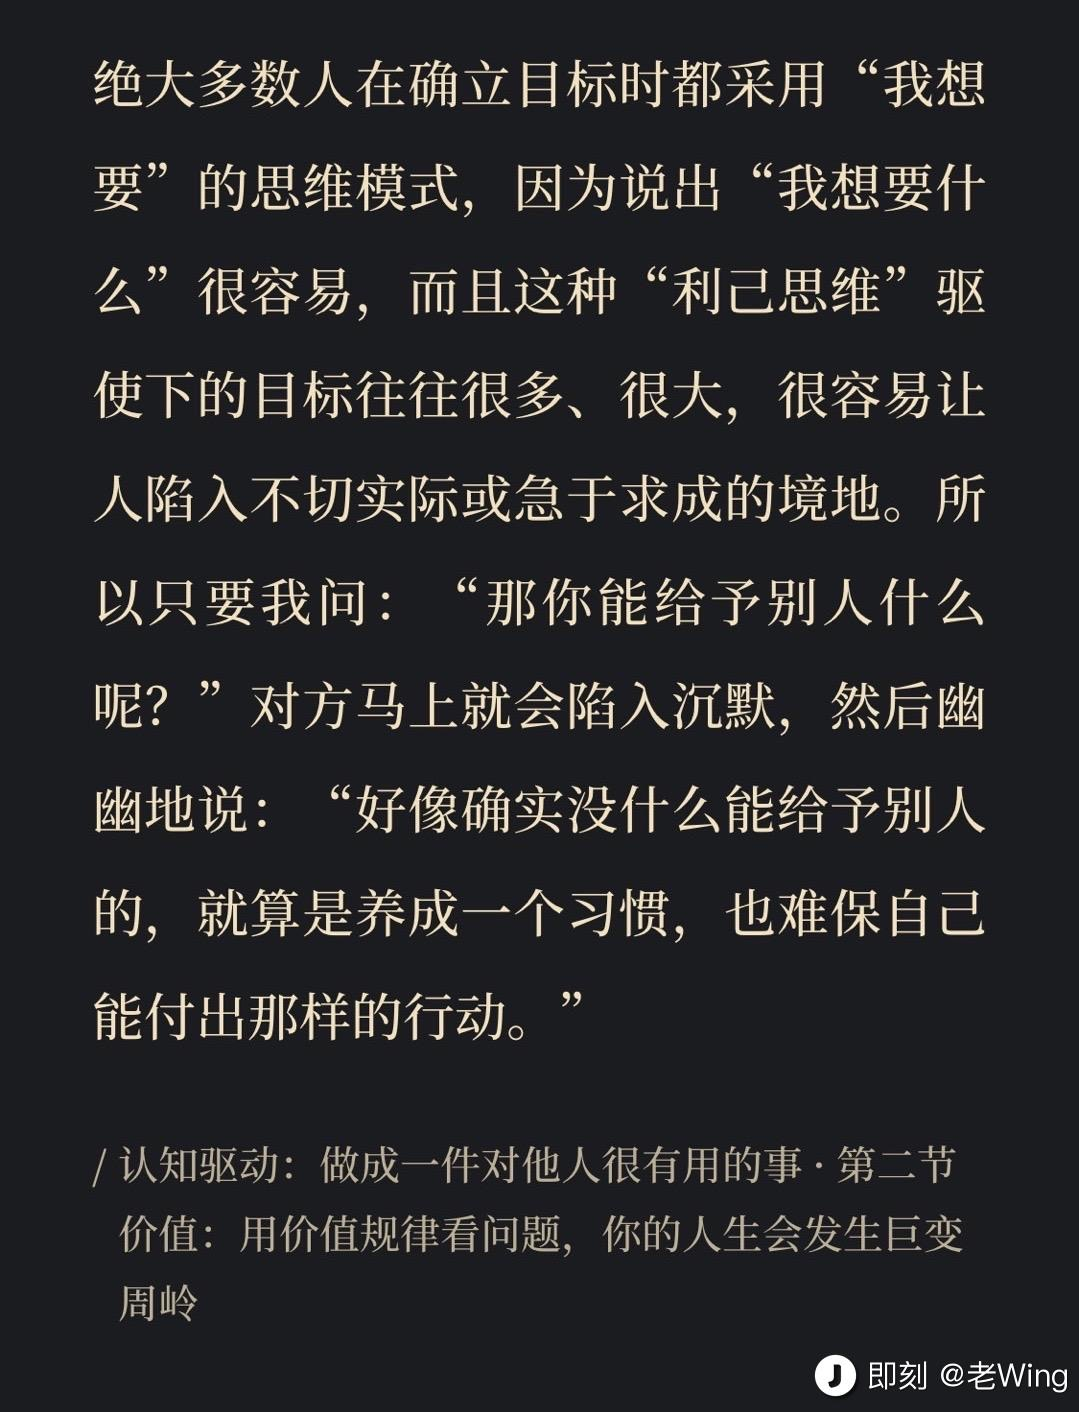 绝大多数人在确立目标时都采用“我想
要”的思维模式，因为说出“我想要什
么”很容易，而且这种“利己思维”驱
使下的目标往往很多、很大，很容易让
人陷入不切实际或急于求成的境地。所
以只要我问：“那你能给予别人什么
呢？”对方马上就会陷入沉默，然后幽
幽地说：“好像确实没什么能给予别人
的，就算是养成一个习惯，也难保自己
能付出那样的行动。”
/ 认知驱动：做成一件对他人很有用的事 · 第二节
价值：用价值规律看问题，你的人生会发生巨变
周岭
即刻 @老Wing